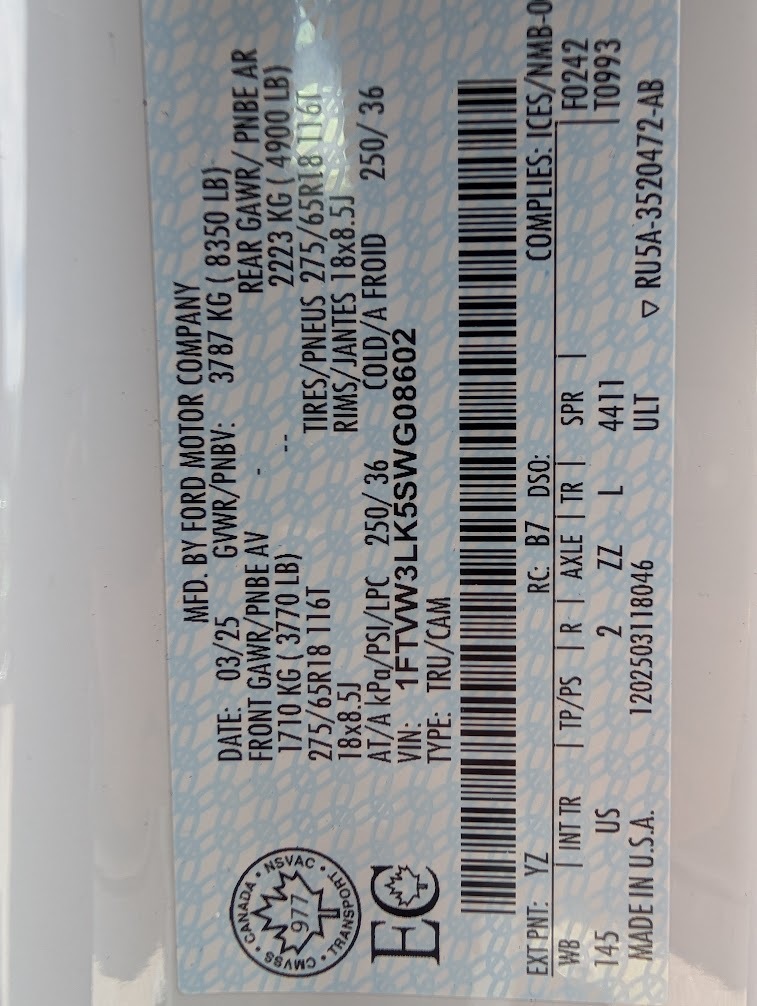 MFD. BY FORD MOTOR COMPANY
DATE: 03/25 GVWR/PNBV: 3787 KG ( 8350 LB)
FRONT GAWR/PNBE AV - REAR GAWR/ PNBE AR
1710 KG ( 3770 LB) -- 2223 KG ( 4900 LB)
275/65R18 116T TIRES/PNEUS 275/65R18 116T
18x8.5J RIMS/JANTES 18x8.5J
AT/A kPa/PSI/LPC 250/ 36 COLD/A FROID 250/ 36
VIN: 1FTVW3LK5SWG08602
TYPE: TRU/CAM
CANADA • NSVAC • TRANSPORT • CMVSS •
977
EC
EXT PNT: YZ RC: B7 DSO: COMPLIES: ICES/NMB-0
WB | INT TR | TP/PS | R | AXLE | TR | SPR | F0242
145 US 2 ZZ L 4411 T0993
MADE IN U.S.A. 1202503118046 ULT ▽ RU5A-3520472-AB